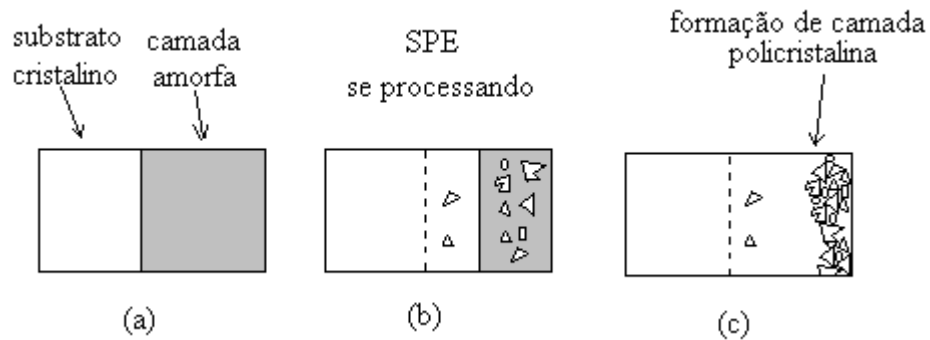 substrato
cristalino
camada
amorfa
SPE
se processando
formação de camada
policristalina
(a)
(b)
(c)